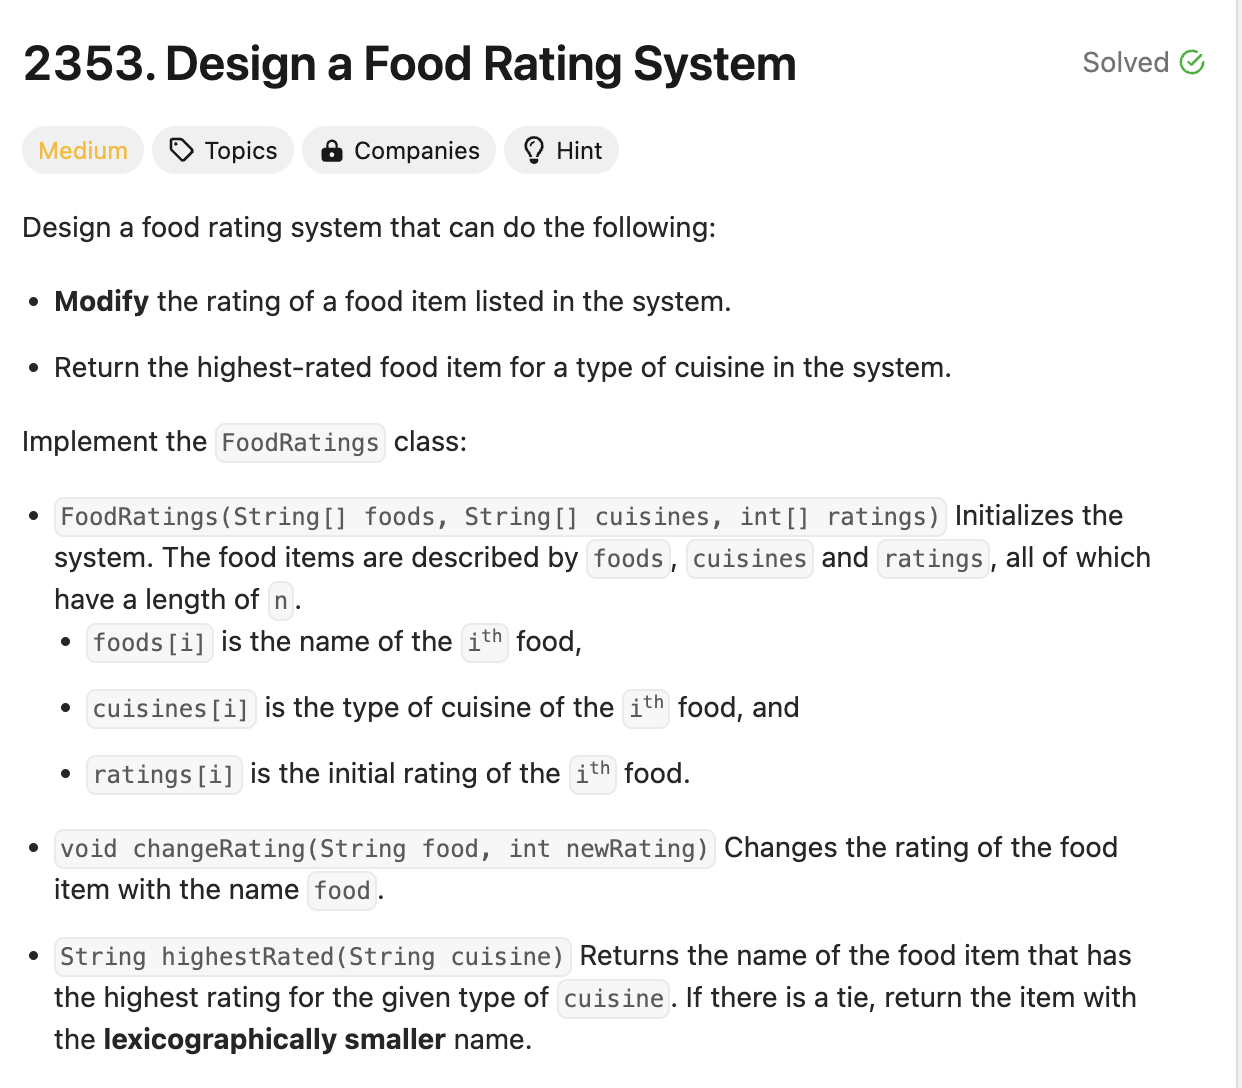 2353. Design a Food Rating System
Solved
Medium
Topics
Companies
Hint
Design a food rating system that can do the following:
• Modify the rating of a food item listed in the system.
• Return the highest-rated food item for a type of cuisine in the system.
Implement the FoodRatings class:
• FoodRatings(String[] foods, String[] cuisines, int[] ratings) Initializes the
system. The food items are described by foods, cuisines and ratings, all of which
have a length of n.
• foods[i] is the name of the ith food,
• cuisines[i] is the type of cuisine of the ith food, and
• ratings[i] is the initial rating of the ith food.
• void changeRating(String food, int newRating) Changes the rating of the food
item with the name food.
• String highestRated(String cuisine) Returns the name of the food item that has
the highest rating for the given type of cuisine. If there is a tie, return the item with
the lexicographically smaller name.